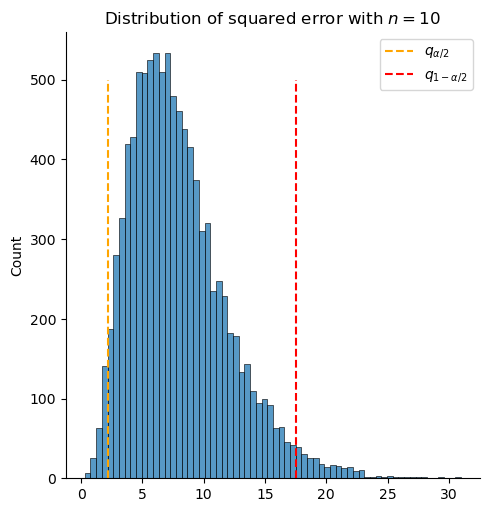 Distribution of squared error with n = 10
q_{α/2}
q_{1−α/2}
Count
500
400
300
200
100
0
0 5 10 15 20 25 30